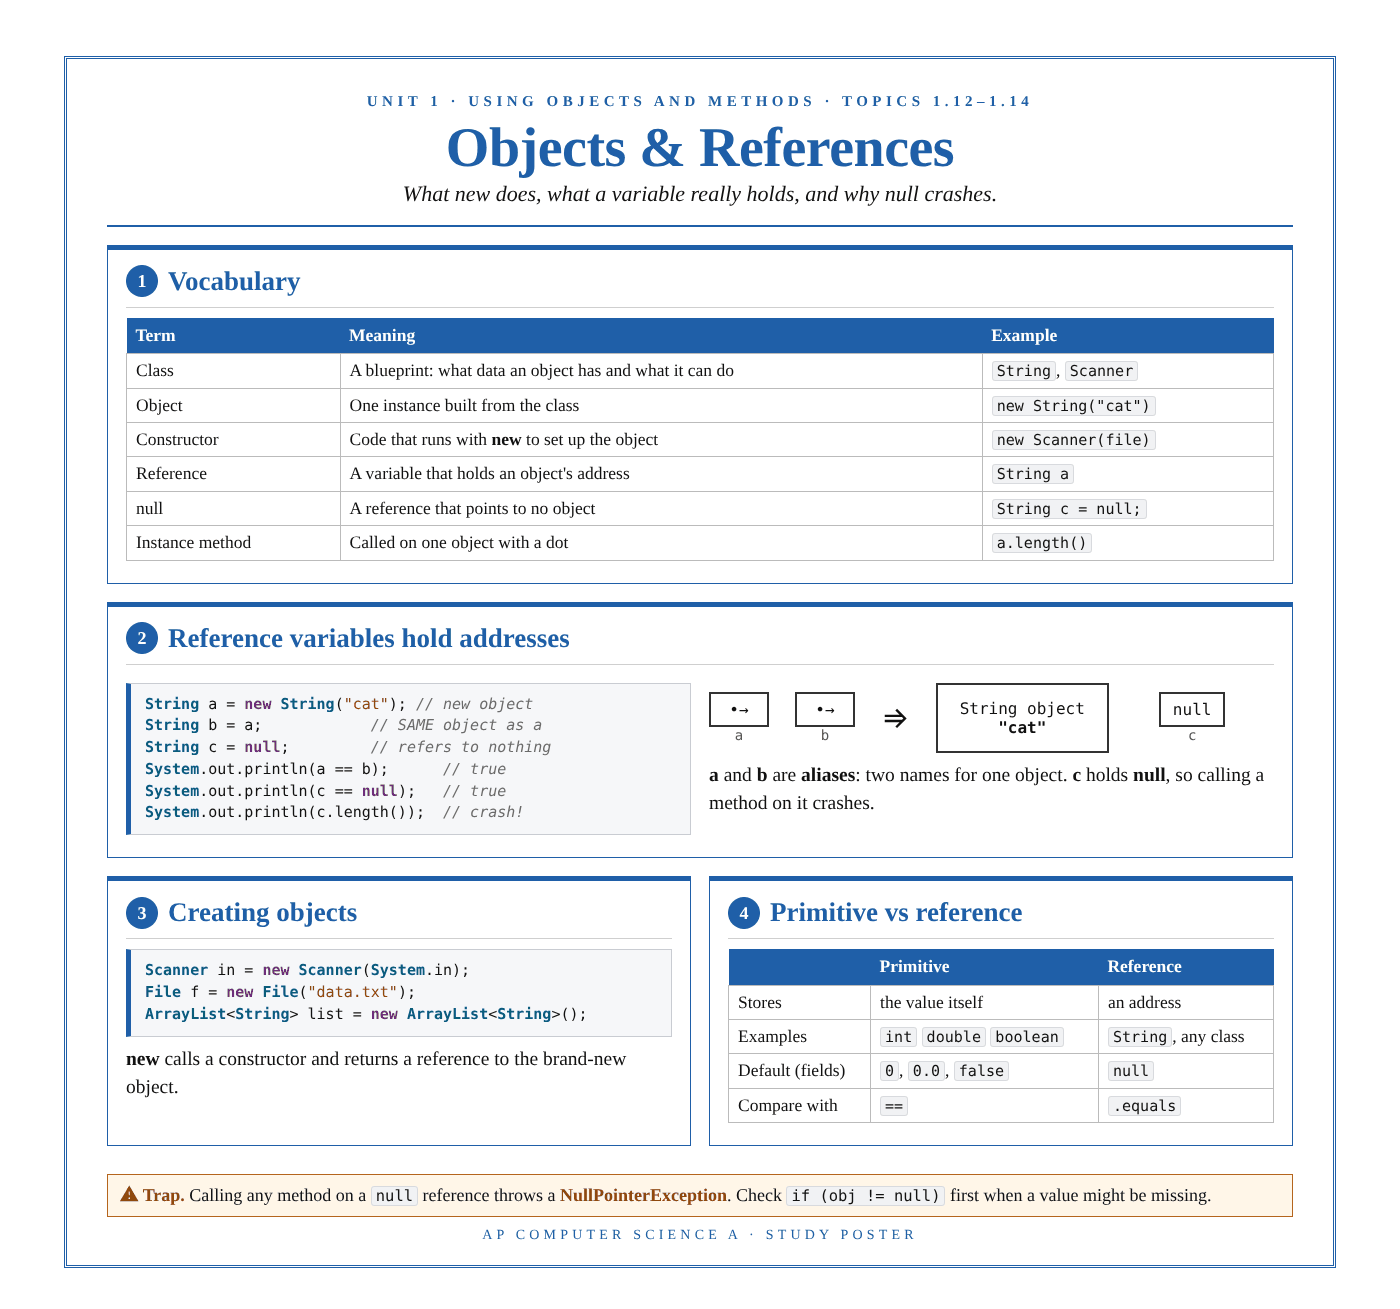 UNIT 1 · USING OBJECTS AND METHODS · TOPICS 1.12–1.14
Objects & References
What new does, what a variable really holds, and why null crashes.
1 Vocabulary
Term Meaning Example
Class A blueprint: what data an object has and what it can do String, Scanner
Object One instance built from the class new String("cat")
Constructor Code that runs with new to set up the object new Scanner(file)
Reference A variable that holds an object's address String a
null A reference that points to no object String c = null;
Instance method Called on one object with a dot a.length()
2 Reference variables hold addresses
String a = new String("cat"); // new object
String b = a;            // SAME object as a
String c = null;         // refers to nothing
System.out.println(a == b);      // true
System.out.println(c == null);   // true
System.out.println(c.length());  // crash!
•→ •→ ⇒ String object null
"cat"
a b c
a and b are aliases: two names for one object. c holds null, so calling a
method on it crashes.
3 Creating objects
Scanner in = new Scanner(System.in);
File f = new File("data.txt");
ArrayList<String> list = new ArrayList<String>();
new calls a constructor and returns a reference to the brand-new
object.
4 Primitive vs reference
Primitive Reference
Stores the value itself an address
Examples int double boolean String, any class
Default (fields) 0, 0.0, false null
Compare with == .equals
⚠ Trap. Calling any method on a null reference throws a NullPointerException. Check if (obj != null) first when a value might be missing.
AP COMPUTER SCIENCE A · STUDY POSTER